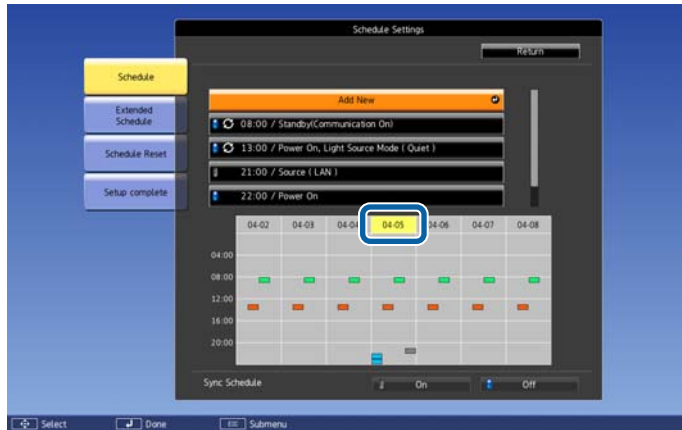 Schedule Settings
Return
Schedule
Extended
Schedule
Schedule Reset
Setup complete
Add New
08:00 / Standby(Communication On)
13:00 / Power On, Light Source Mode ( Quiet )
21:00 / Source ( LAN )
22:00 / Power On
04-02 04-03 04-04 04-05 04-06 04-07 04-08
04:00
08:00
12:00
16:00
20:00
Sync Schedule On Off
Select Done Esc Submenu